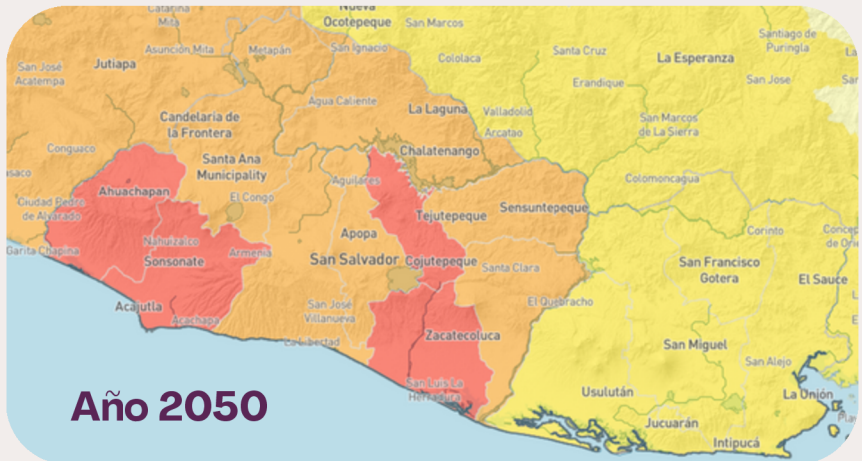 Catarina
Mita
Nueva
Ocotepeque
San Marcos
Santiago de
Puringla
Asunción Mita
Metapán
San Ignacio
Cololaca
Santa Cruz
La Esperanza
Jutiapa
San José
Acatempa
Erandique
San Jose
Agua Caliente
La Laguna
Valladolid
Candelaria de
la Frontera
San Marcos
de La Sierra
Arcatao
Conguaco
Chalatenango
Santa Ana
Municipality
Aguilares
Colomoncagua
Ahuachapan
El Congo
Ciudad Pedro
de Alvarado
Tejutepeque
Sensuntepeque
Nahuizalco
Apopa
Corinto
Garita Chapina
Sonsonate
Armenia
San Salvador
Cojutepeque
Santa Clara
San Francisco
Gotera
El Sauce
Acajutla
Acachapa
San José
Villanueva
El Quebracho
La Libertad
Zacatecoluca
San Miguel
San Alejo
San Luis La
Herradura
Usulután
La Unión
Año 2050
Jucuarán
Intipucá